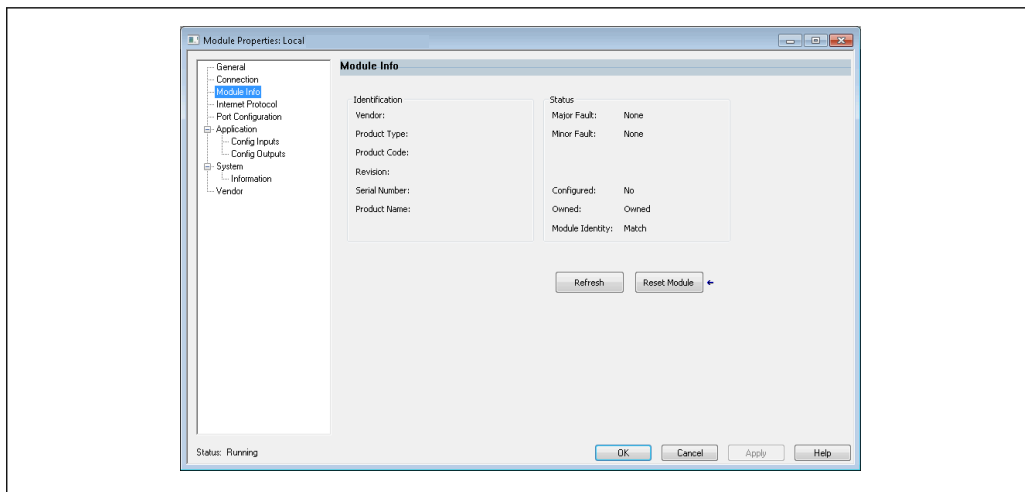 Module Properties: Local
General
Connection
Module Info
Internet Protocol
Port Configuration
Application
Config Inputs
Config Outputs
System
Information
Vendor
Module Info
Identification
Vendor:
Product Type:
Product Code:
Revision:
Serial Number:
Product Name:
Status
Major Fault: None
Minor Fault: None
Configured: No
Owned: Owned
Module Identity: Match
Refresh
Reset Module
Status: Running
OK
Cancel
Apply
Help